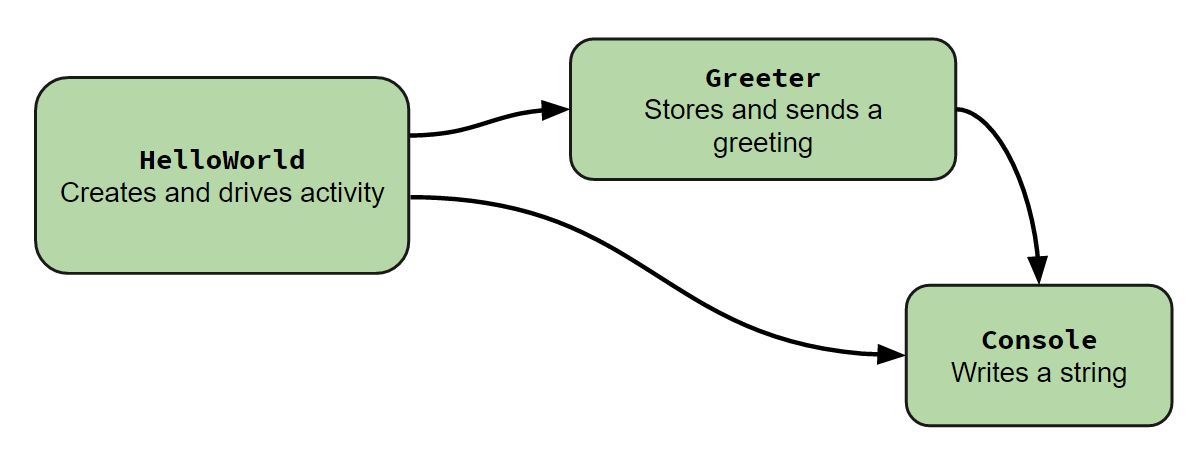 HelloWorld
Creates and drives activity
Greeter
Stores and sends a
greeting
Console
Writes a string